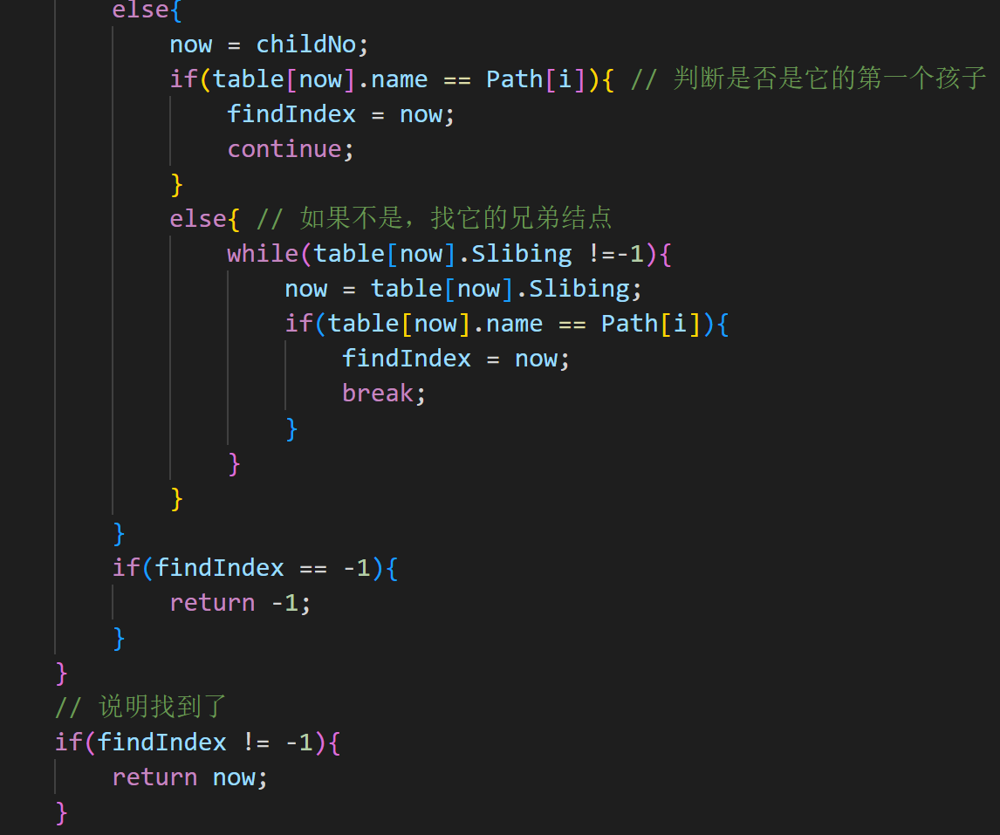 else{
now = childNo;
if(table[now].name == Path[i]){ // 判断是否是它的第一个孩子
findIndex = now;
continue;
}
else{ // 如果不是，找它的兄弟结点
while(table[now].Slibing !=-1){
now = table[now].Slibing;
if(table[now].name == Path[i]){
findIndex = now;
break;
}
}
}
}
if(findIndex == -1){
return -1;
}
}
// 说明找到了
if(findIndex != -1){
return now;
}